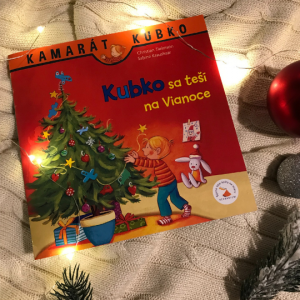 KAMARÁT KUBKO
Kubko sa teší
na Vianoce